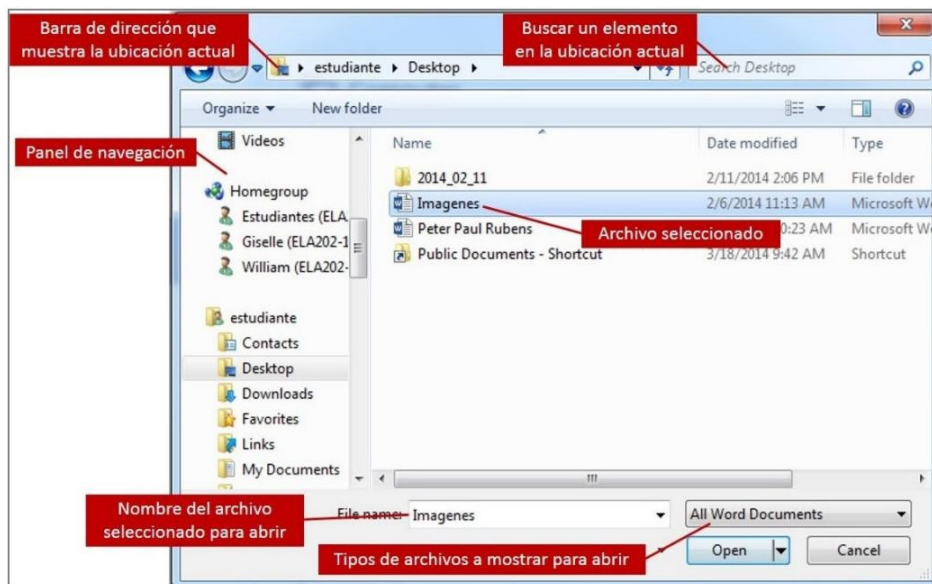 Barra de dirección que
muestra la ubicación actual
Buscar un elemento
en la ubicación actual
estudiante Desktop
Search Desktop
Organize New folder
Panel de navegación
Videos
Homegroup
Estudiantes (ELA
Giselle (ELA202-1
William (ELA202-
estudiante
Contacts
Desktop
Downloads
Favorites
Links
My Documents
Name Date modified Type
2014_02_11 2/11/2014 2:06 PM File folder
Imagenes 2/6/2014 11:13 AM Microsoft Wo
Peter Paul Rubens 0:23 AM Microsoft Wo
Archivo seleccionado
Public Documents - Shortcut 3/18/2014 9:42 AM Shortcut
Nombre del archivo
seleccionado para abrir
File name: Imagenes
All Word Documents
Tipos de archivos a mostrar para abrir
Open Cancel